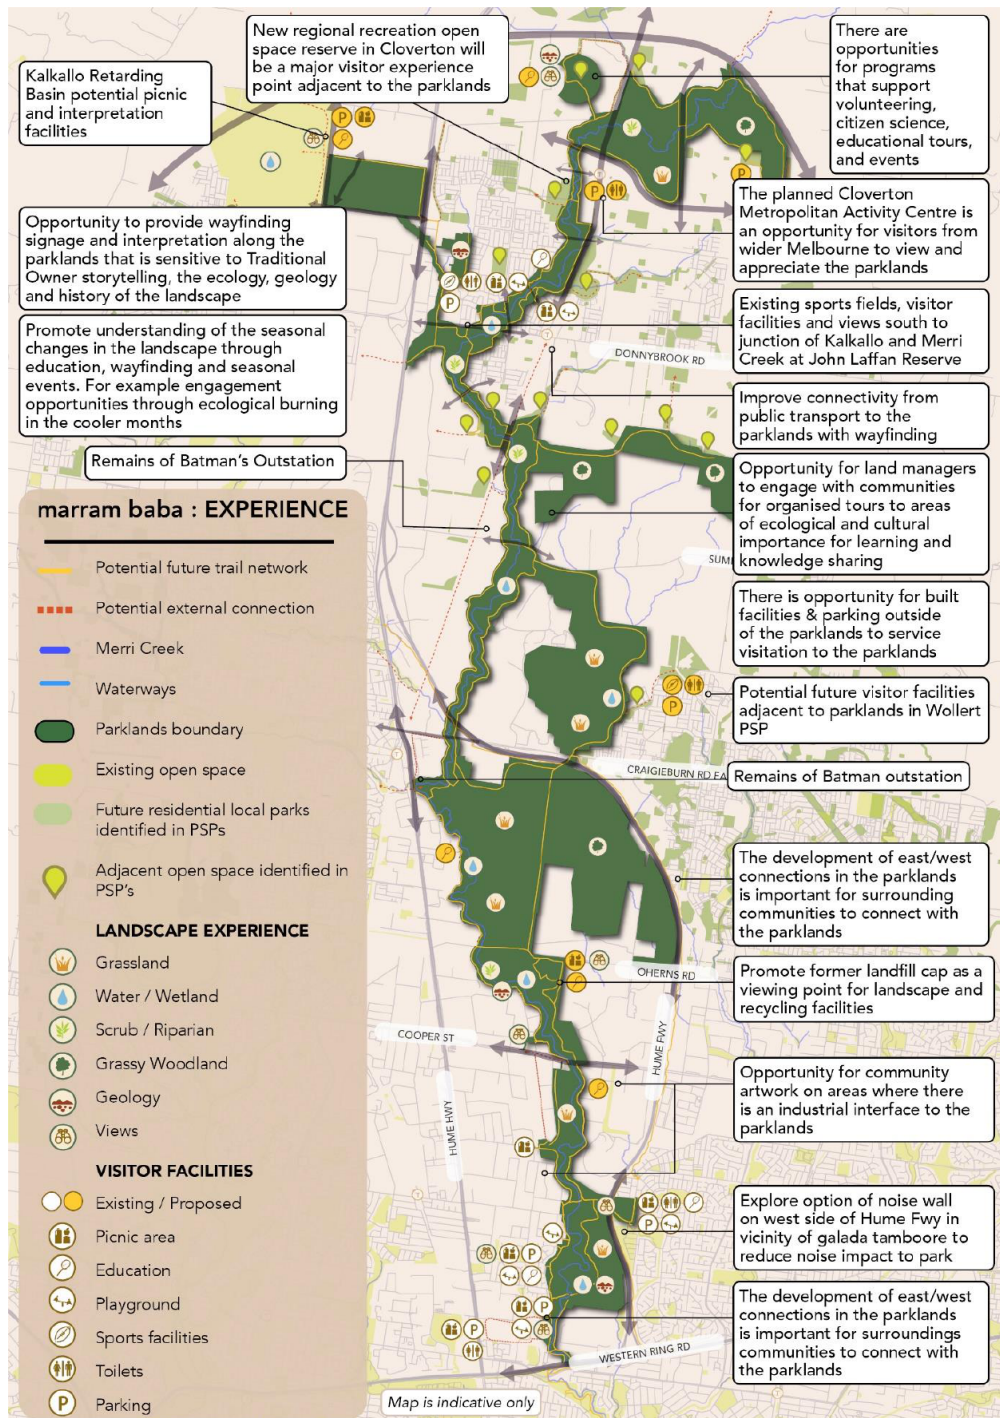 New regional recreation open
space reserve in Cloverton will
be a major visitor experience
point adjacent to the parklands
There are
opportunities
for programs
that support
volunteering,
citizen science,
educational tours,
and events
Kalkallo Retarding
Basin potential picnic
and interpretation
facilities
The planned Cloverton
Metropolitan Activity Centre is
an opportunity for visitors from
wider Melbourne to view and
appreciate the parklands
Opportunity to provide wayfinding
signage and interpretation along the
parklands that is sensitive to Traditional
Owner storytelling, the ecology, geology
and history of the landscape
Existing sports fields, visitor
facilities and views south to
junction of Kalkallo and Merri
Creek at John Laffan Reserve
Promote understanding of the seasonal
changes in the landscape through
education, wayfinding and seasonal
events. For example engagement
opportunities through ecological burning
in the cooler months
DONNYBROOK RD
Improve connectivity from
public transport to the
parklands with wayfinding
Remains of Batman's Outstation
Opportunity for land managers
to engage with communities
for organised tours to areas
of ecological and cultural
importance for learning and
knowledge sharing
SUM
There is opportunity for built
facilities & parking outside
of the parklands to service
visitation to the parklands
Potential future visitor facilities
adjacent to parklands in Wollert
PSP
CRAIGIEBURN RD EA
Remains of Batman outstation
The development of east/west
connections in the parklands
is important for surrounding
communities to connect with
the parklands
OHERNS RD
Promote former landfill cap as a
viewing point for landscape and
recycling facilities
COOPER ST
HUME FWY
HUME HWY
Opportunity for community
artwork on areas where there
is an industrial interface to the
parklands
Explore option of noise wall
on west side of Hume Fwy in
vicinity of galada tamboore to
reduce noise impact to park
The development of east/west
connections in the parklands
is important for surroundings
communities to connect with
the parklands
WESTERN RING RD
Map is indicative only
marram baba : EXPERIENCE
Potential future trail network
Potential external connection
Merri Creek
Waterways
Parklands boundary
Existing open space
Future residential local parks
identified in PSPs
Adjacent open space identified in
PSP's
LANDSCAPE EXPERIENCE
Grassland
Water / Wetland
Scrub / Riparian
Grassy Woodland
Geology
Views
VISITOR FACILITIES
Existing / Proposed
Picnic area
Education
Playground
Sports facilities
Toilets
P Parking
P
P
P
P
P
P
P
P
P
P